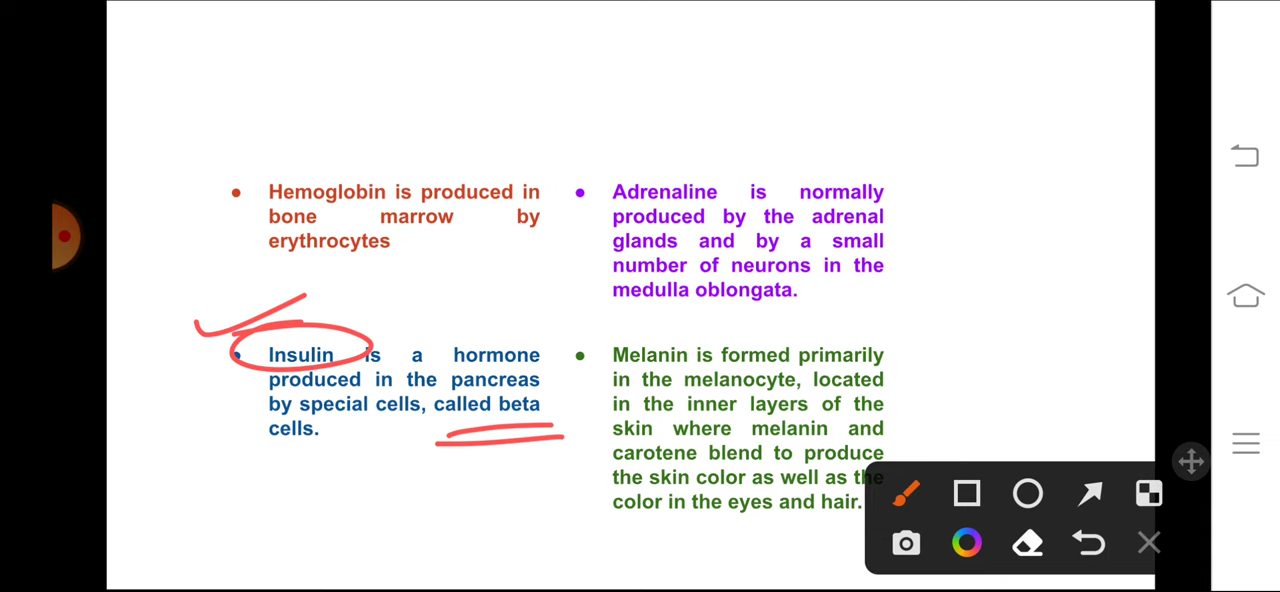 Hemoglobin is produced in
bone marrow by
erythrocytes
Adrenaline is normally
produced by the adrenal
glands and by a small
number of neurons in the
medulla oblongata.
Insulin is a hormone
produced in the pancreas
by special cells, called beta
cells.
Melanin is formed primarily
in the melanocyte, located
in the inner layers of the
skin where melanin and
carotene blend to produce
the skin color as well as the
color in the eyes and hair.